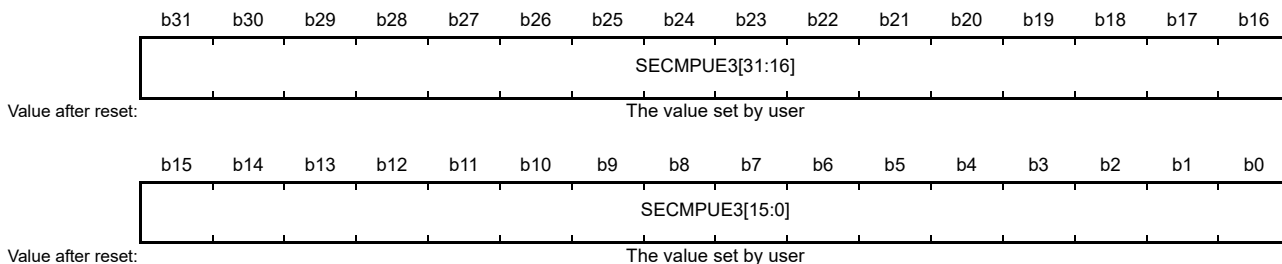 b31 b30 b29 b28 b27 b26 b25 b24 b23 b22 b21 b20 b19 b18 b17 b16
SECMPUE3[31:16]
Value after reset: The value set by user
b15 b14 b13 b12 b11 b10 b9 b8 b7 b6 b5 b4 b3 b2 b1 b0
SECMPUE3[15:0]
Value after reset: The value set by user